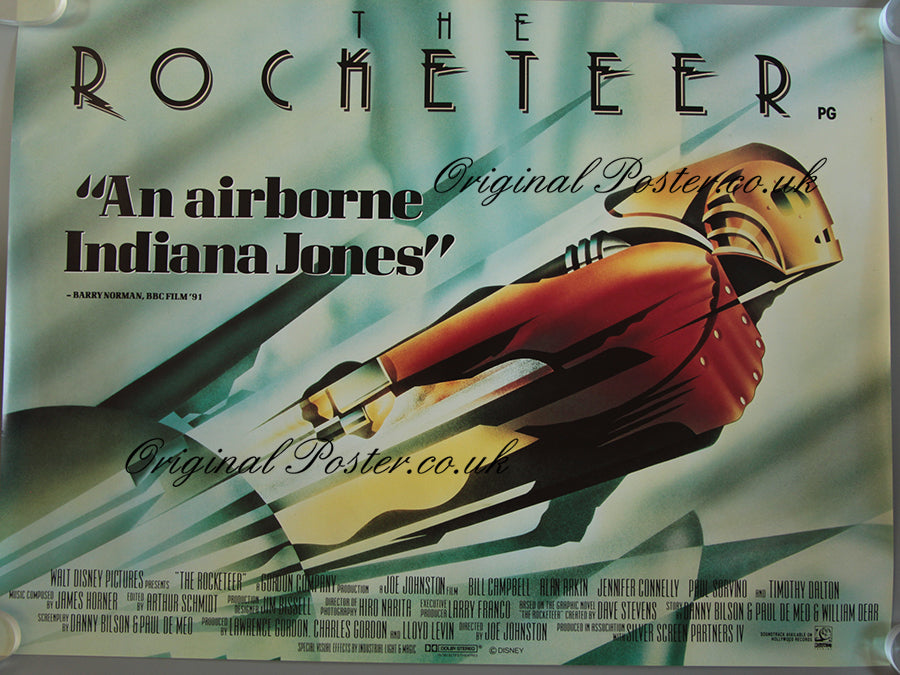 THE
ROCKETEER
PG
Original Poster.co.uk
"An airborne
Indiana Jones"
– BARRY NORMAN, BBC FILM '91
Original Poster.co.uk
WALT DISNEY PICTURES PRESENTS "THE ROCKETEER" A GORDON COMPANY PRODUCTION A JOE JOHNSTON FILM BILL CAMPBELL ALAN ARKIN JENNIFER CONNELLY PAUL SORVINO AND TIMOTHY DALTON
MUSIC COMPOSED BY JAMES HORNER EDITED BY ARTHUR SCHMIDT PRODUCTION DESIGNER JIM BISSELL DIRECTOR OF PHOTOGRAPHY HIRO NARITA EXECUTIVE PRODUCER LARRY FRANCO BASED ON THE GRAPHIC NOVEL "THE ROCKETEER" CREATED BY DAVE STEVENS STORY BY DANNY BILSON & PAUL DE MEO & WILLIAM DEAR
SCREENPLAY BY DANNY BILSON & PAUL DE MEO PRODUCED BY LAWRENCE GORDON, CHARLES GORDON AND LLOYD LEVIN DIRECTED BY JOE JOHNSTON PRODUCED IN ASSOCIATION WITH SILVER SCREEN PARTNERS IV
SOUNDTRACK AVAILABLE ON
HOLLYWOOD RECORDS
SPECIAL VISUAL EFFECTS BY INDUSTRIAL LIGHT & MAGIC DOLBY STEREO © DISNEY